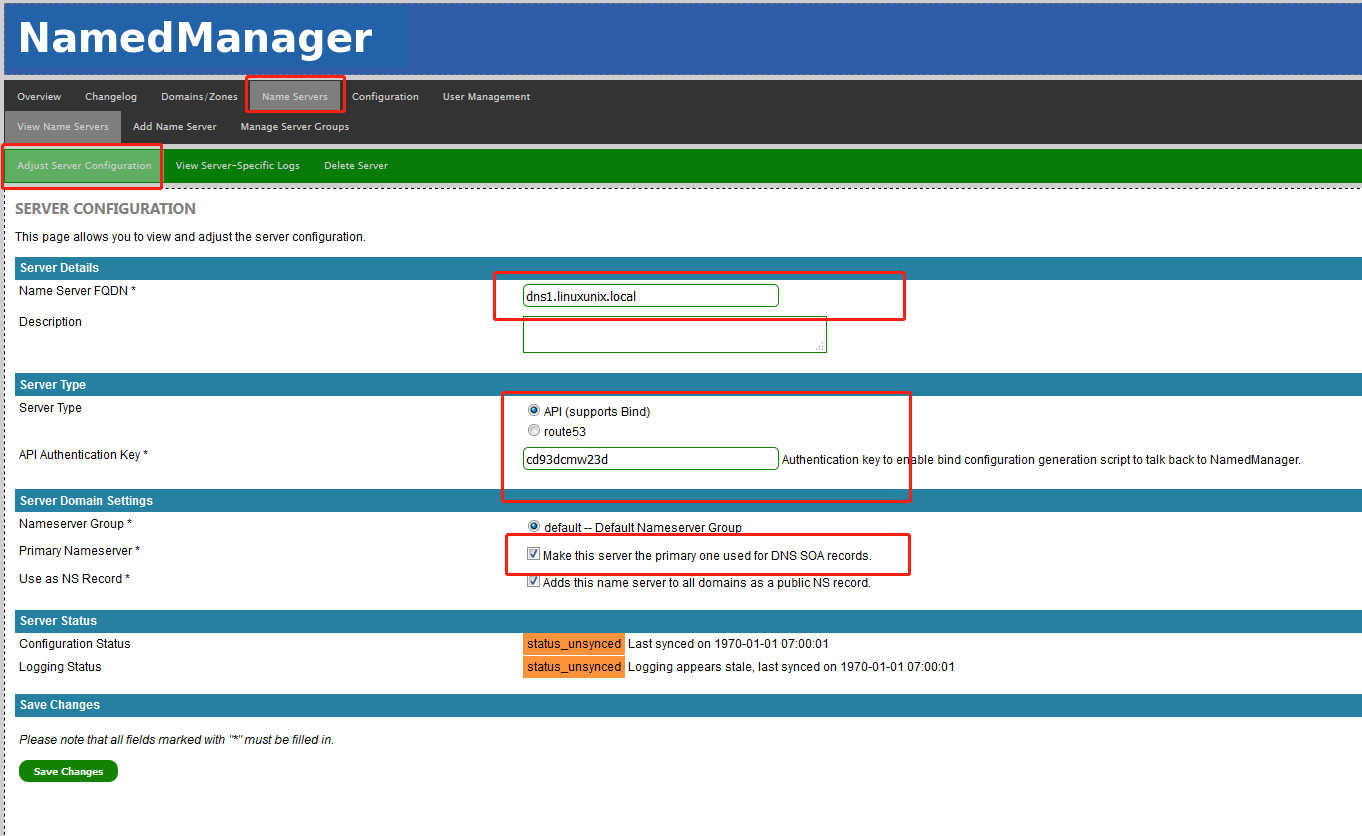 NamedManager
Overview Changelog Domains/Zones Name Servers Configuration User Management
View Name Servers Add Name Server Manage Server Groups
Adjust Server Configuration View Server-Specific Logs Delete Server
SERVER CONFIGURATION
This page allows you to view and adjust the server configuration.
Server Details
Name Server FQDN * dns1.linuxunix.local
Description
Server Type
Server Type API (supports Bind)
route53
API Authentication Key * cd93dcmw23d Authentication key to enable bind configuration generation script to talk back to NamedManager.
Server Domain Settings
Nameserver Group * default -- Default Nameserver Group
Primary Nameserver * Make this server the primary one used for DNS SOA records.
Use as NS Record * Adds this name server to all domains as a public NS record.
Server Status
Configuration Status status_unsynced Last synced on 1970-01-01 07:00:01
Logging Status status_unsynced Logging appears stale, last synced on 1970-01-01 07:00:01
Save Changes
Please note that all fields marked with "*" must be filled in.
Save Changes